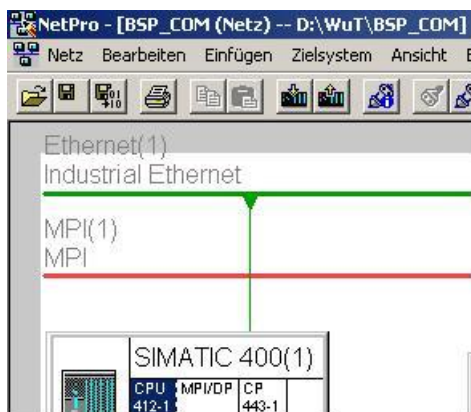 NetPro - [BSP_COM (Netz) -- D:\WuT\BSP_COM]
Netz Bearbeiten Einfügen Zielsystem Ansicht
Ethernet(1)
Industrial Ethernet
MPI(1)
MPI
SIMATIC 400(1)
CPU MPI/DP CP
412-1 443-1